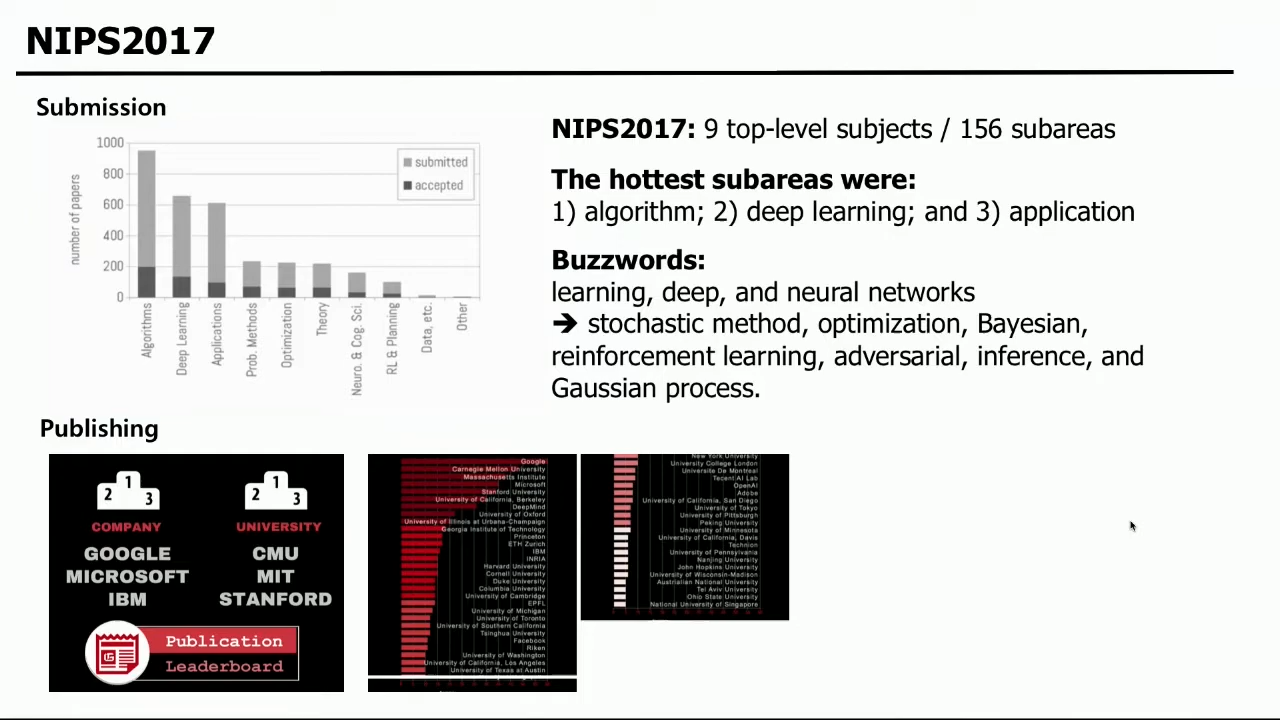 NIPS2017
Submission
1000
800
600
400
200
0
number of papers
submitted
accepted
Algorithms
Deep Learning
Applications
Prob. Methods
Optimization
Theory
Neuro. & Cog. Sci.
RL & Planning
Data, etc.
Other
NIPS2017: 9 top-level subjects / 156 subareas
The hottest subareas were:
1) algorithm; 2) deep learning; and 3) application
Buzzwords:
learning, deep, and neural networks
➔ stochastic method, optimization, Bayesian,
reinforcement learning, adversarial, inference, and
Gaussian process.
Publishing
2 1 3
COMPANY
GOOGLE
MICROSOFT
IBM
2 1 3
UNIVERSITY
CMU
MIT
STANFORD
Publication
Leaderboard
Google
Carnegie Mellon University
Massachusetts Institute
Microsoft
Stanford University
University of California, Berkeley
DeepMind
University of Oxford
University of Illinois at Urbana-Champaign
Georgia Institute of Technology
Princeton
ETH Zurich
IBM
INRIA
Harvard University
Cornell University
Duke University
Columbia University
University of Cambridge
EPFL
University of Michigan
University of Toronto
University of Southern California
Tsinghua University
Facebook
Riken
University of Washington
University of California, Los Angeles
University of Texas at Austin
New York University
University College London
Universite De Montreal
Tecent AI Lab
OpenAI
Adobe
University of California, San Diego
University of Tokyo
University of Pittsburgh
Peking University
University of Minnesota
University of California, Davis
Technion
University of Pennsylvania
Nanjing University
John Hopkins University
University of Wisconsin-Madison
Australian National University
Tel Aviv University
Ohio State University
National University of Singapore